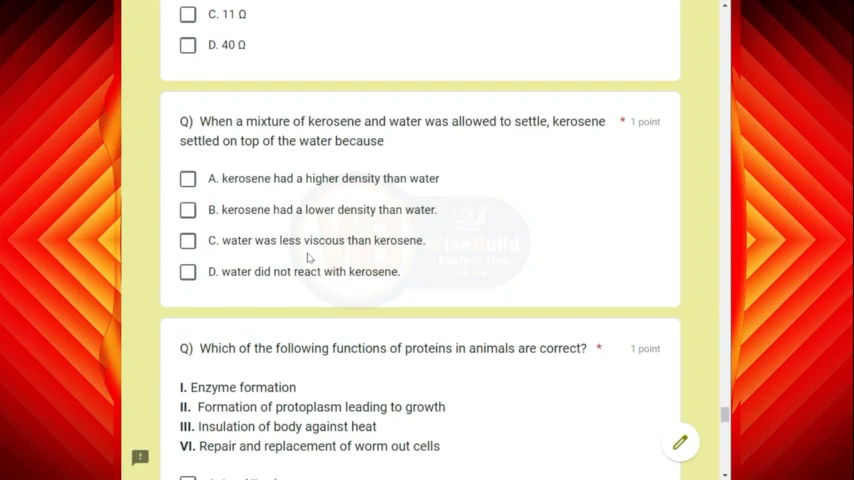 C. 11 Ω
D. 40 Ω
Q) When a mixture of kerosene and water was allowed to settle, kerosene * 1 point
settled on top of the water because
A. kerosene had a higher density than water
B. kerosene had a lower density than water.
C. water was less viscous than kerosene.
WiseBuild
EduTech Firm
D. water did not react with kerosene.
Q) Which of the following functions of proteins in animals are correct? * 1 point
I. Enzyme formation
II. Formation of protoplasm leading to growth
III. Insulation of body against heat
VI. Repair and replacement of worm out cells